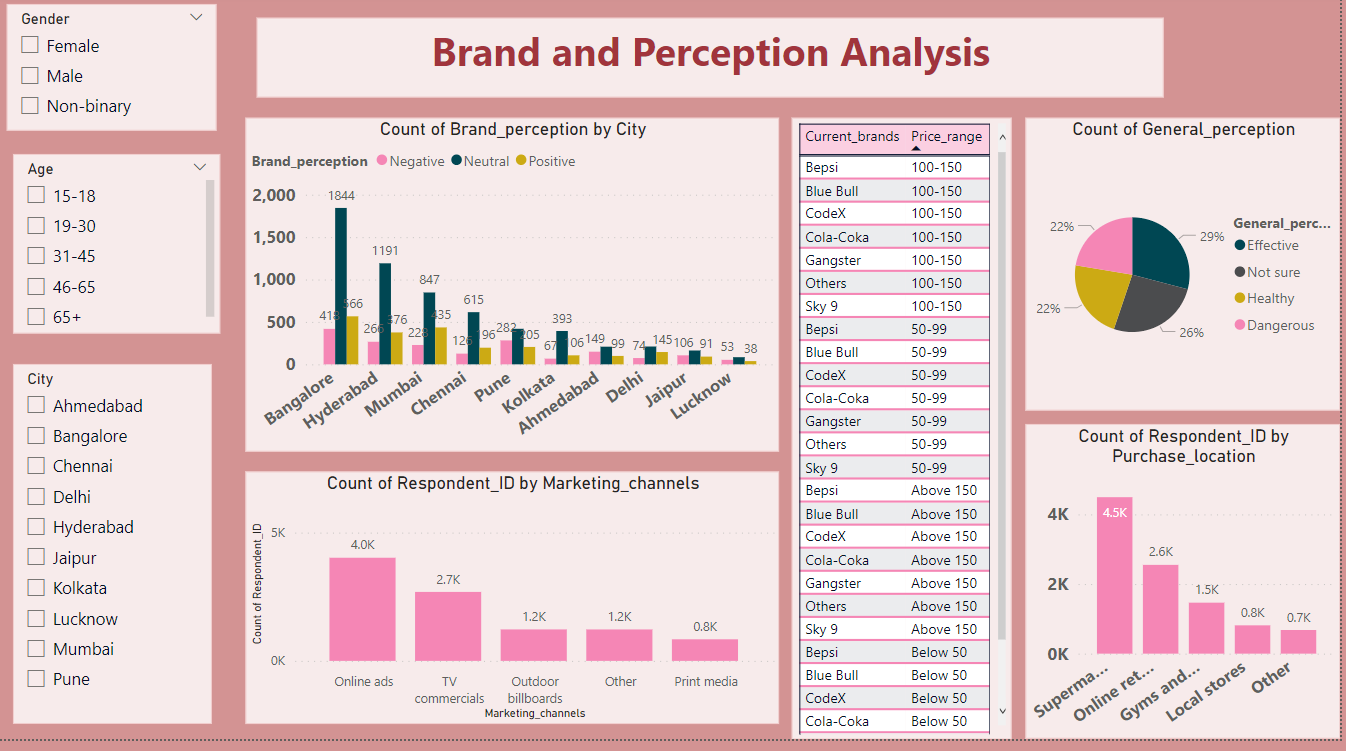 Gender
Female
Male
Non-binary
Age
15-18
19-30
31-45
46-65
65+
City
Ahmedabad
Bangalore
Chennai
Delhi
Hyderabad
Jaipur
Kolkata
Lucknow
Mumbai
Pune
Brand and Perception Analysis
Count of Brand_perception by City
Brand_perception Negative Neutral Positive
2,000
1,500
1,000
500
0
418 1844 566
266 1191 376
228 847 435
126 615 196
282 205
67 393 106
149 99
74 145
106 91
53 38
Bangalore
Hyderabad
Mumbai
Chennai
Pune
Kolkata
Ahmedabad
Delhi
Jaipur
Lucknow
Count of Respondent_ID by Marketing_channels
Count of Respondent_ID
5K
0K
4.0K
2.7K
1.2K
1.2K
0.8K
Online ads
TV
commercials
Outdoor
billboards
Other
Print media
Marketing_channels
Current_brands Price_range
Bepsi 100-150
Blue Bull 100-150
CodeX 100-150
Cola-Coka 100-150
Gangster 100-150
Others 100-150
Sky 9 100-150
Bepsi 50-99
Blue Bull 50-99
CodeX 50-99
Cola-Coka 50-99
Gangster 50-99
Others 50-99
Sky 9 50-99
Bepsi Above 150
Blue Bull Above 150
CodeX Above 150
Cola-Coka Above 150
Gangster Above 150
Others Above 150
Sky 9 Above 150
Bepsi Below 50
Blue Bull Below 50
CodeX Below 50
Cola-Coka Below 50
Count of General_perception
22%
29%
22%
26%
General_perc...
Effective
Not sure
Healthy
Dangerous
Count of Respondent_ID by
Purchase_location
4K
2K
0K
4.5K
2.6K
1.5K
0.8K
0.7K
Superma...
Online ret...
Gyms and...
Local stores
Other